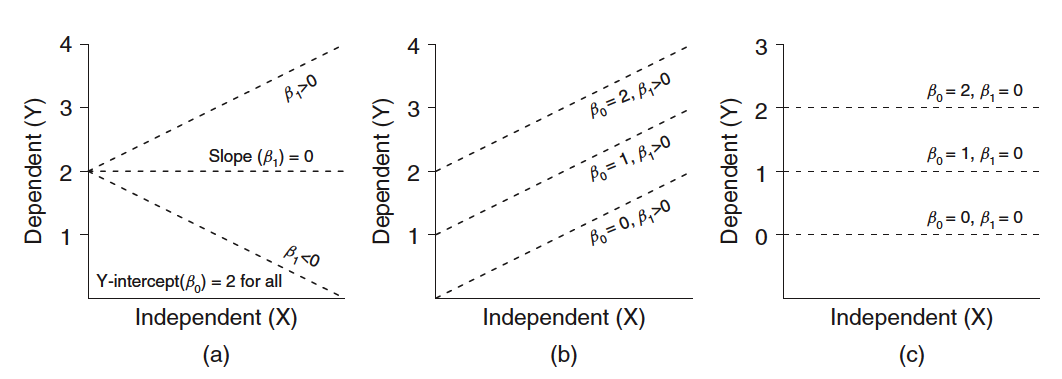 4
3
2
1
Dependent (Y)
β₁>0
Slope (β₁) = 0
β₁<0
Y-intercept(β₀) = 2 for all
Independent (X)
(a)
4
3
2
1
Dependent (Y)
β₀= 2, β₁>0
β₀= 1, β₁>0
β₀= 0, β₁>0
Independent (X)
(b)
3
2
1
0
Dependent (Y)
β₀= 2, β₁= 0
β₀= 1, β₁= 0
β₀= 0, β₁= 0
Independent (X)
(c)